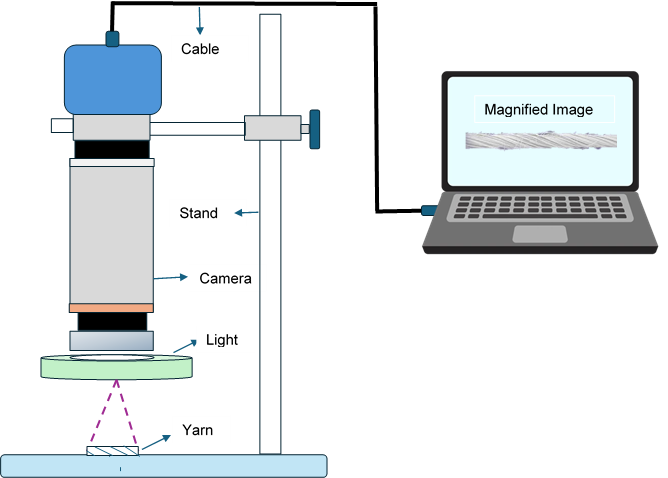 Cable
Magnified Image
Stand
Camera
Light
Yarn